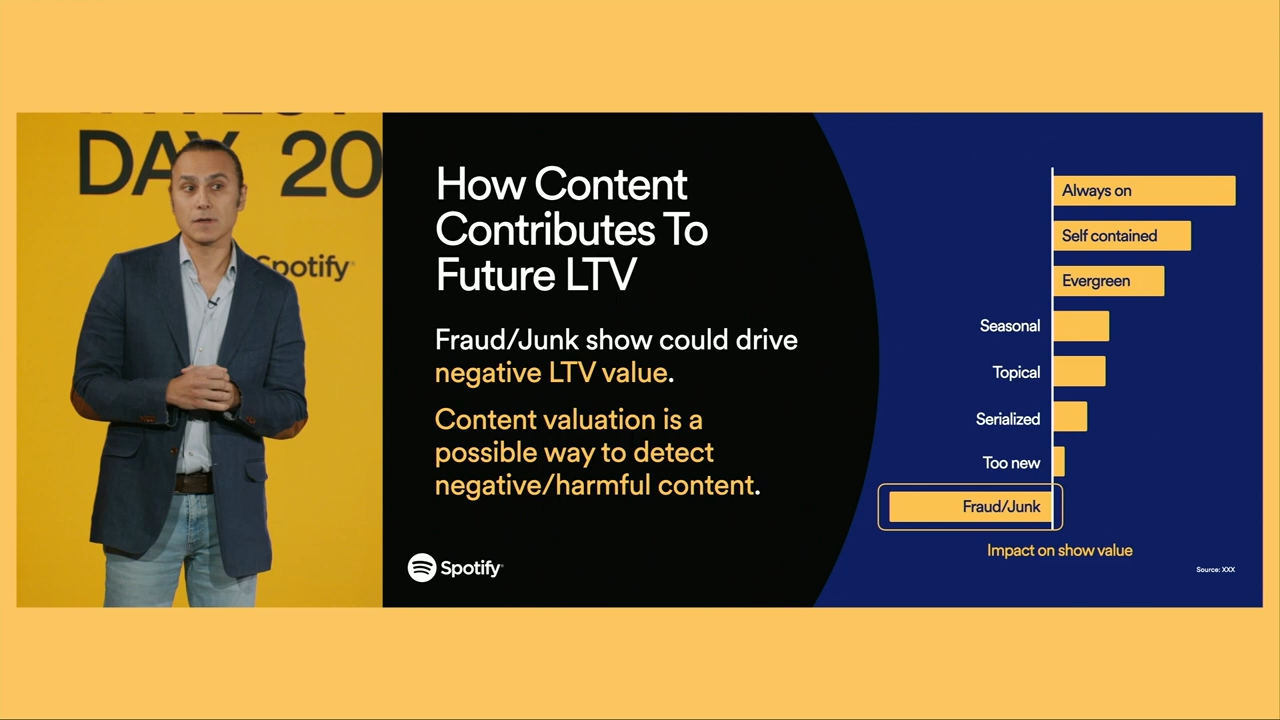 DAY 20
Spotify
How Content
Contributes To
Future LTV
Fraud/Junk show could drive
negative LTV value.
Content valuation is a
possible way to detect
negative/harmful content.
Spotify
Always on
Self contained
Evergreen
Seasonal
Topical
Serialized
Too new
Fraud/Junk
Impact on show value
Source: XXX